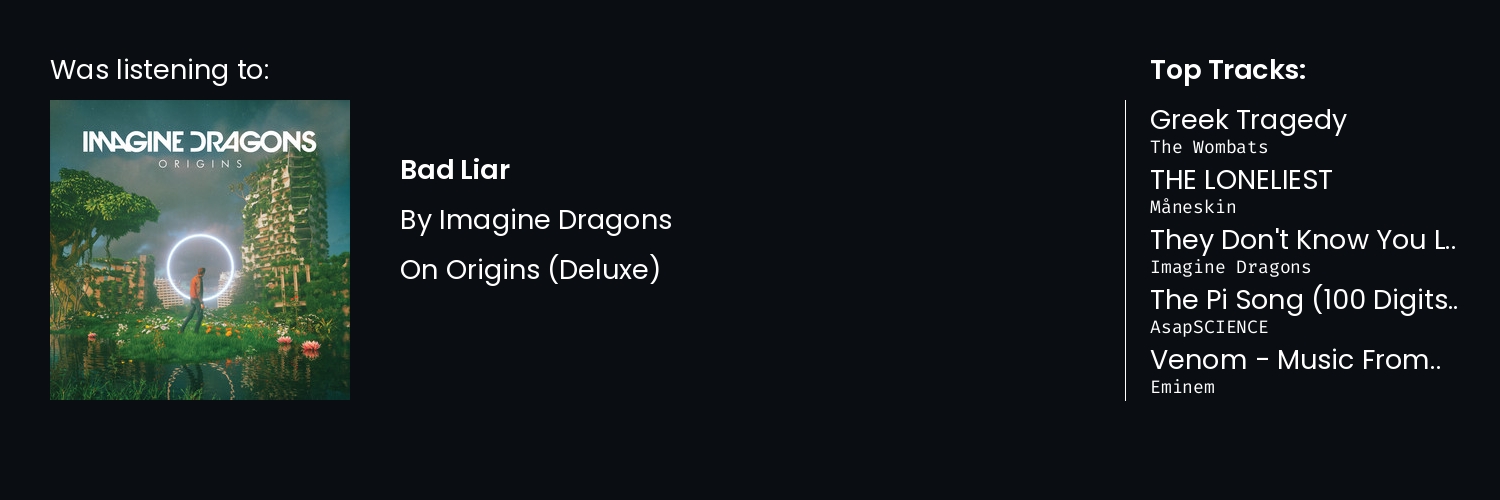 Was listening to:
IMAGINE DRAGONS
ORIGINS
Bad Liar
By Imagine Dragons
On Origins (Deluxe)
Top Tracks:
Greek Tragedy
The Wombats
THE LONELIEST
Måneskin
They Don't Know You L..
Imagine Dragons
The Pi Song (100 Digits..
AsapSCIENCE
Venom - Music From..
Eminem